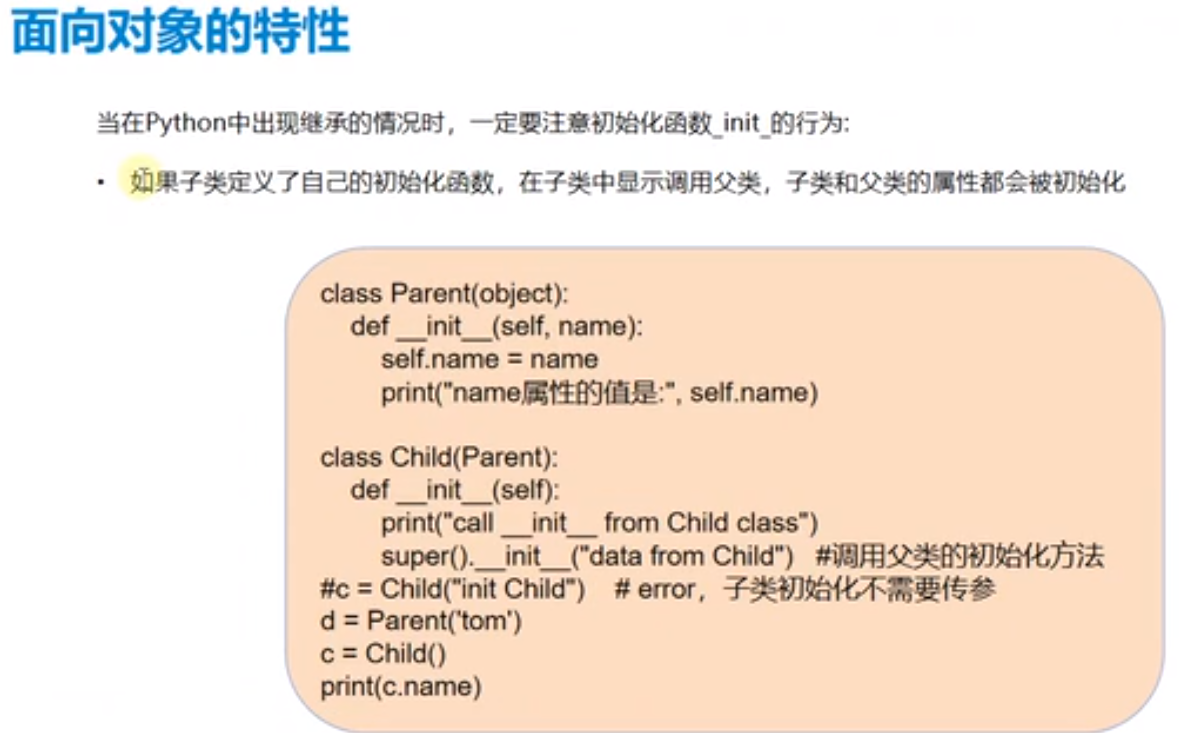 面向对象的特性
当在Python中出现继承的情况时，一定要注意初始化函数_init_的行为:
• 如果子类定义了自己的初始化函数，在子类中显示调用父类，子类和父类的属性都会被初始化
class Parent(object):
def __init__(self, name):
self.name = name
print("name属性的值是:", self.name)
class Child(Parent):
def __init__(self):
print("call __init__ from Child class")
super().__init__("data from Child") #调用父类的初始化方法
#c = Child("init Child") # error，子类初始化不需要传参
d = Parent('tom')
c = Child()
print(c.name)